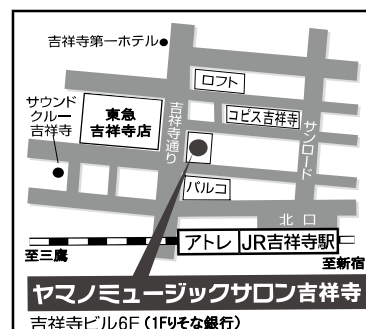 吉祥寺第一ホテル
ロフト
サウンド
クルー
吉祥寺
東急
吉祥寺店
吉祥寺通り
コピス吉祥寺
サンロード
パルコ
北口
アトレ JR吉祥寺駅
至三鷹
至新宿
ヤマノミュージックサロン吉祥寺
吉祥寺ビル6F (1Fりそな銀行)